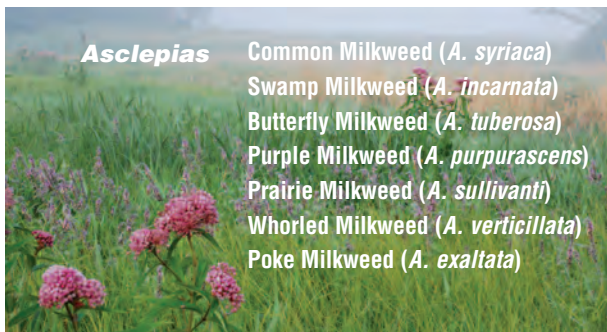 Asclepias
Common Milkweed (A. syriaca)
Swamp Milkweed (A. incarnata)
Butterfly Milkweed (A. tuberosa)
Purple Milkweed (A. purpurascens)
Prairie Milkweed (A. sullivanti)
Whorled Milkweed (A. verticillata)
Poke Milkweed (A. exaltata)